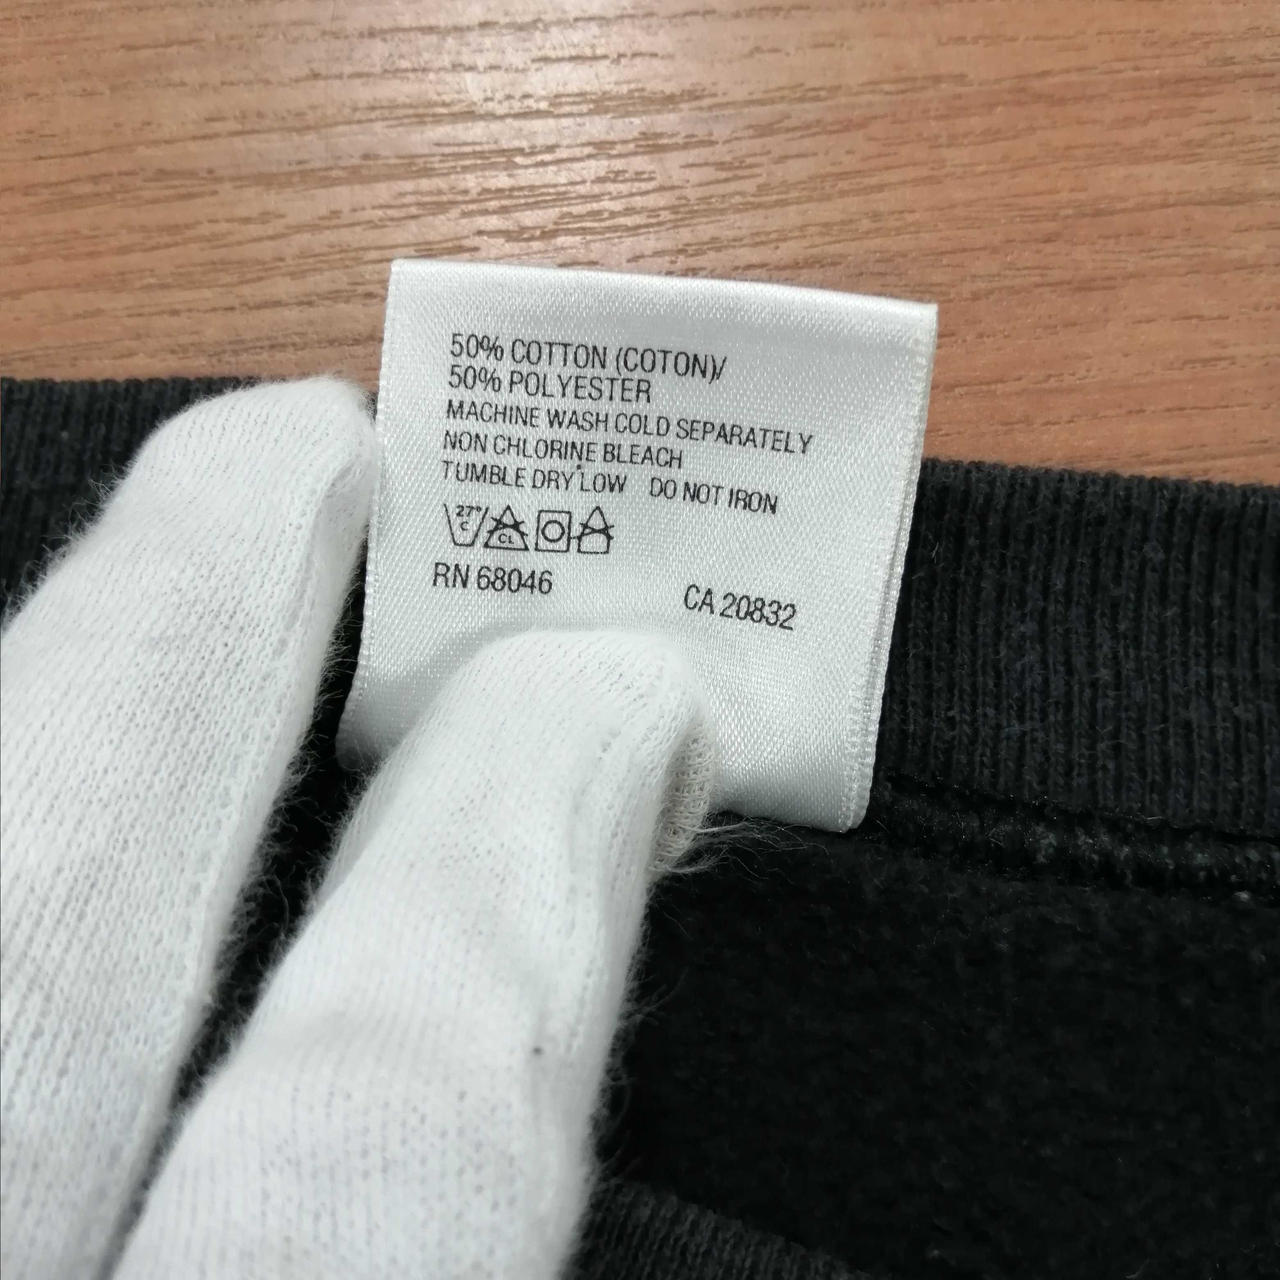 50% COTTON (COTON)/
50% POLYESTER
MACHINE WASH COLD SEPARATELY
NON CHLORINE BLEACH
TUMBLE DRY LOW DO NOT IRON
27° C CL
RN 68046 CA 20832